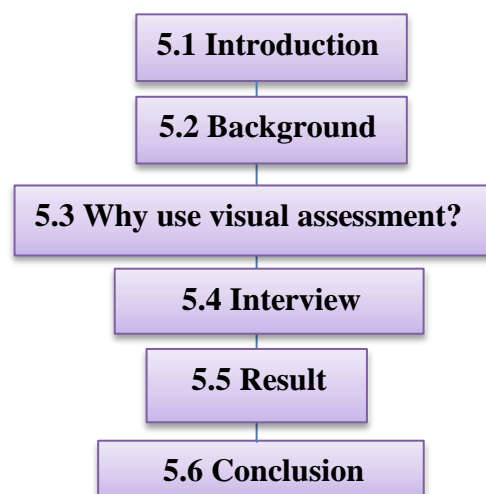 5.1 Introduction
5.2 Background
5.3 Why use visual assessment?
5.4 Interview
5.5 Result
5.6 Conclusion